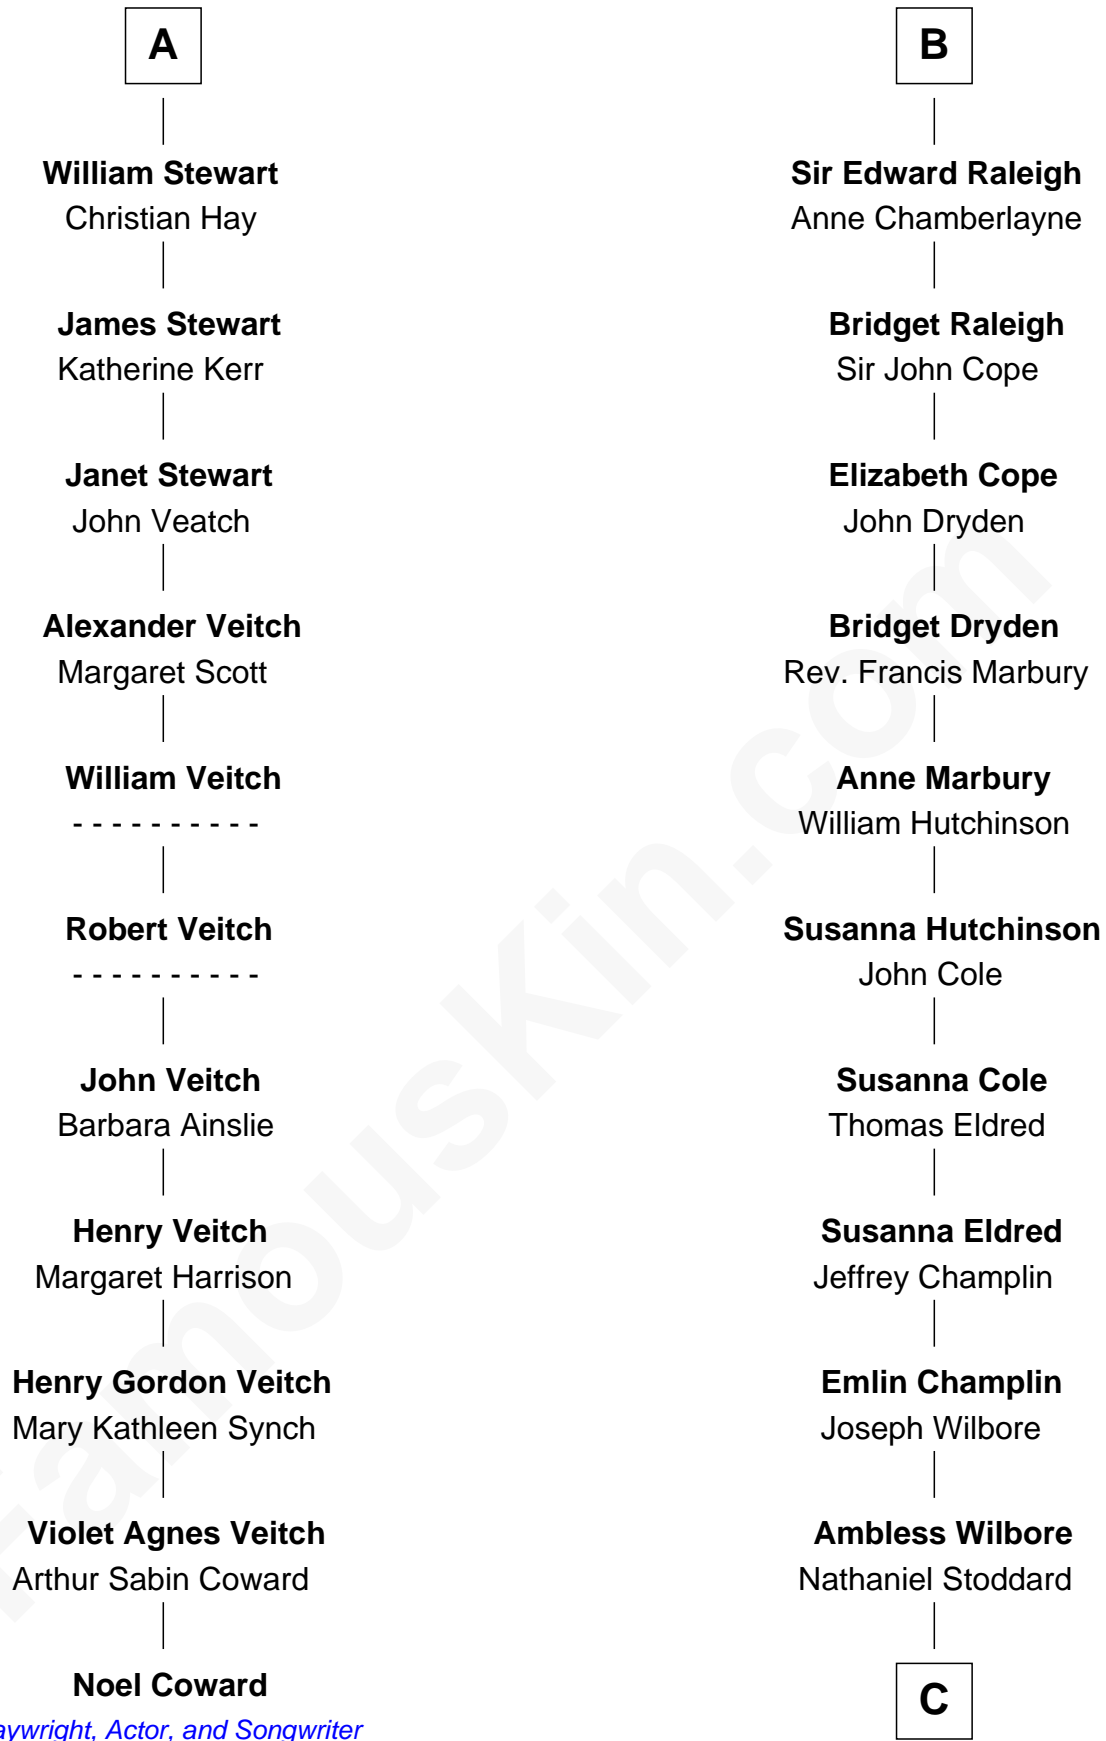 A
William Stewart
Christian Hay
James Stewart
Katherine Kerr
Janet Stewart
John Veatch
Alexander Veitch
Margaret Scott
William Veitch
- - - - - - - - - -
Robert Veitch
- - - - - - - - - -
John Veitch
Barbara Ainslie
Henry Veitch
Margaret Harrison
Henry Gordon Veitch
Mary Kathleen Synch
Violet Agnes Veitch
Arthur Sabin Coward
Noel Coward
aywright, Actor, and Songwriter
B
Sir Edward Raleigh
Anne Chamberlayne
Bridget Raleigh
Sir John Cope
Elizabeth Cope
John Dryden
Bridget Dryden
Rev. Francis Marbury
Anne Marbury
William Hutchinson
Susanna Hutchinson
John Cole
Susanna Cole
Thomas Eldred
Susanna Eldred
Jeffrey Champlin
Emlin Champlin
Joseph Wilbore
Ambless Wilbore
Nathaniel Stoddard
C
FamousKin.com